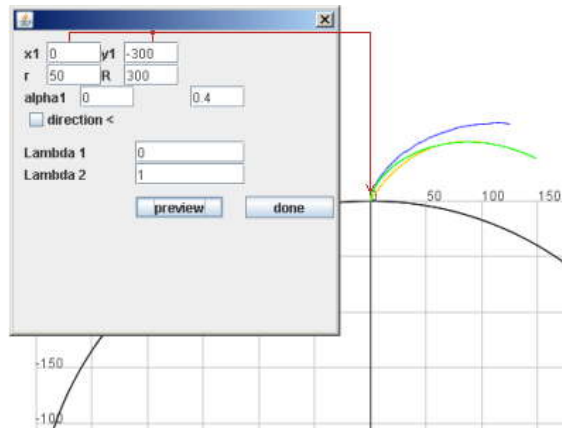 x1 0 y1 -300
r 50 R 300
alpha1 0 0.4
direction <
Lambda 1 0
Lambda 2 1
preview done
50 100 150
-150
-100